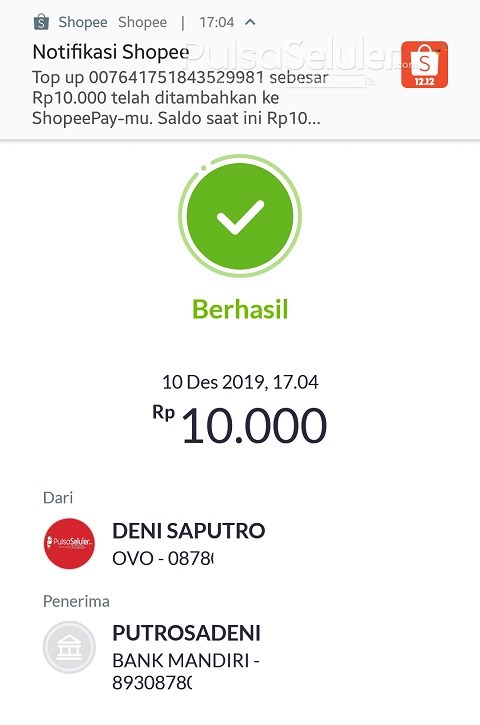 Shopee Shopee | 17:04
Notifikasi Shopee
PulsaSeluler.com
Top up 007641751843529981 sebesar
Rp10.000 telah ditambahkan ke
ShopeePay-mu. Saldo saat ini Rp10...
S
12.12
Berhasil
10 Des 2019, 17.04
Rp 10.000
Dari
PulsaSeluler
DENI SAPUTRO
OVO - 0878
Penerima
PUTROSADENI
BANK MANDIRI -
8930878